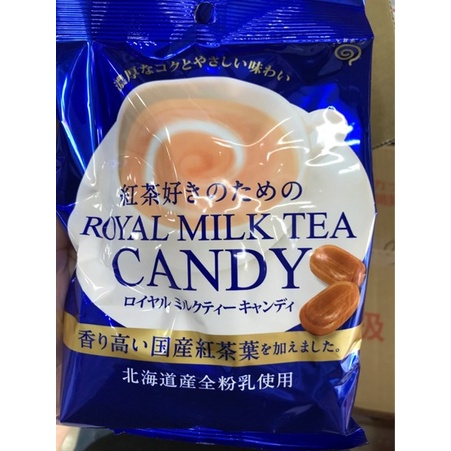 濃厚なコクとやさしい味わい
紅茶好きのための
ROYAL MILK TEA
CANDY
ロイヤルミルクティーキャンディ
香り高い国産紅茶葉を加えました。
北海道産全粉乳使用